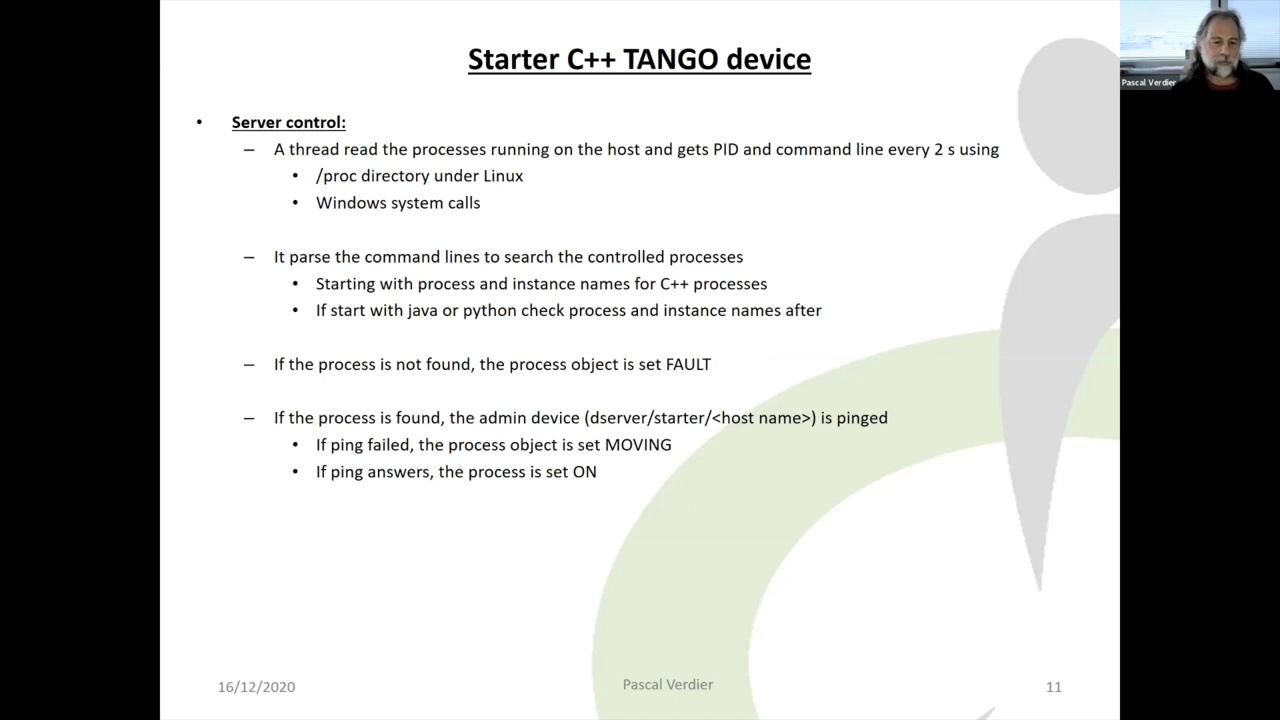 Starter C++ TANGO device
Pascal Verdier
• Server control:
– A thread read the processes running on the host and gets PID and command line every 2 s using
• /proc directory under Linux
• Windows system calls
– It parse the command lines to search the controlled processes
• Starting with process and instance names for C++ processes
• If start with java or python check process and instance names after
– If the process is not found, the process object is set FAULT
– If the process is found, the admin device (dserver/starter/<host name>) is pinged
• If ping failed, the process object is set MOVING
• If ping answers, the process is set ON
16/12/2020
Pascal Verdier
11